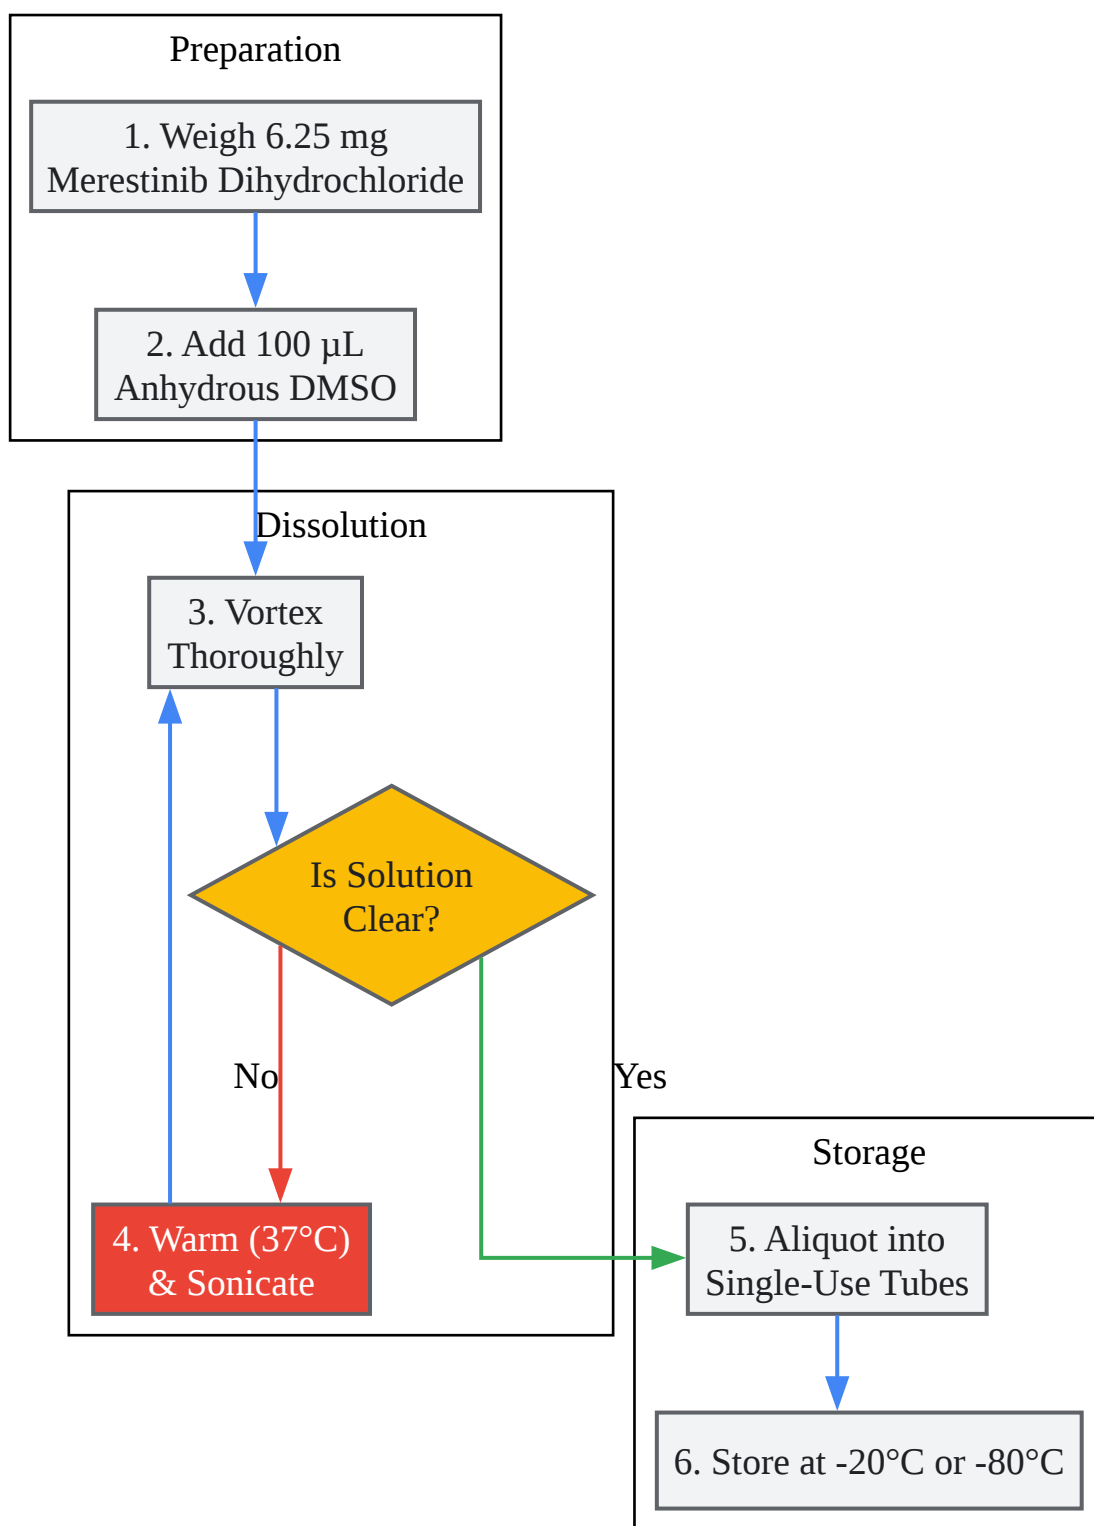 Preparation
1. Weigh 6.25 mg
Merestinib Dihydrochloride
2. Add 100 µL
Anhydrous DMSO
Dissolution
3. Vortex
Thoroughly
Is Solution
Clear?
No
Yes
4. Warm (37°C)
& Sonicate
Storage
5. Aliquot into
Single-Use Tubes
6. Store at -20°C or -80°C